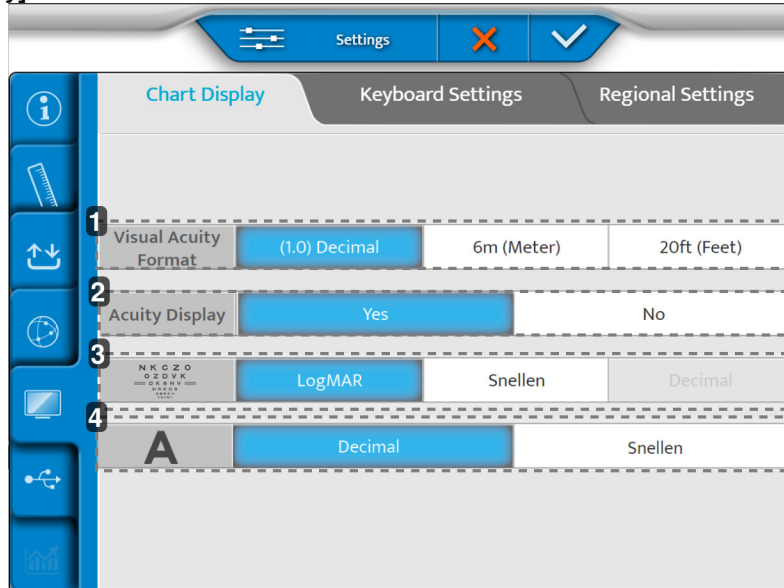 Settings
Chart Display Keyboard Settings Regional Settings
1
Visual Acuity
Format
(1.0) Decimal 6m (Meter) 20ft (Feet)
2
Acuity Display Yes No
3
N K C Z O
O Z D V K
LogMAR Snellen Decimal
4
A Decimal Snellen